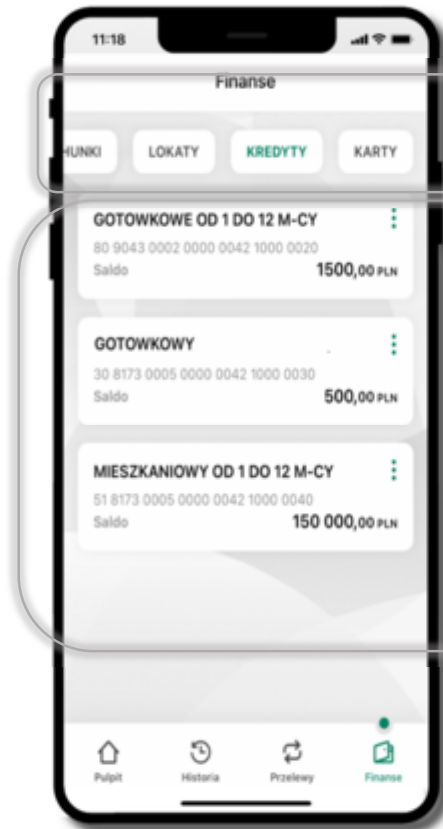 11:18
Finanse
HUNKI LOKATY KREDYTY KARTY
GOTOWKOWE OD 1 DO 12 M-CY
80 9043 0002 0000 0042 1000 0020
Saldo 1500,00 PLN
GOTOWKOWY
30 8173 0005 0000 0042 1000 0030
Saldo 500,00 PLN
MIESZKANIOWY OD 1 DO 12 M-CY
51 8173 0005 0000 0042 1000 0040
Saldo 150 000,00 PLN
Pulpit Historia Przelewy Finanse